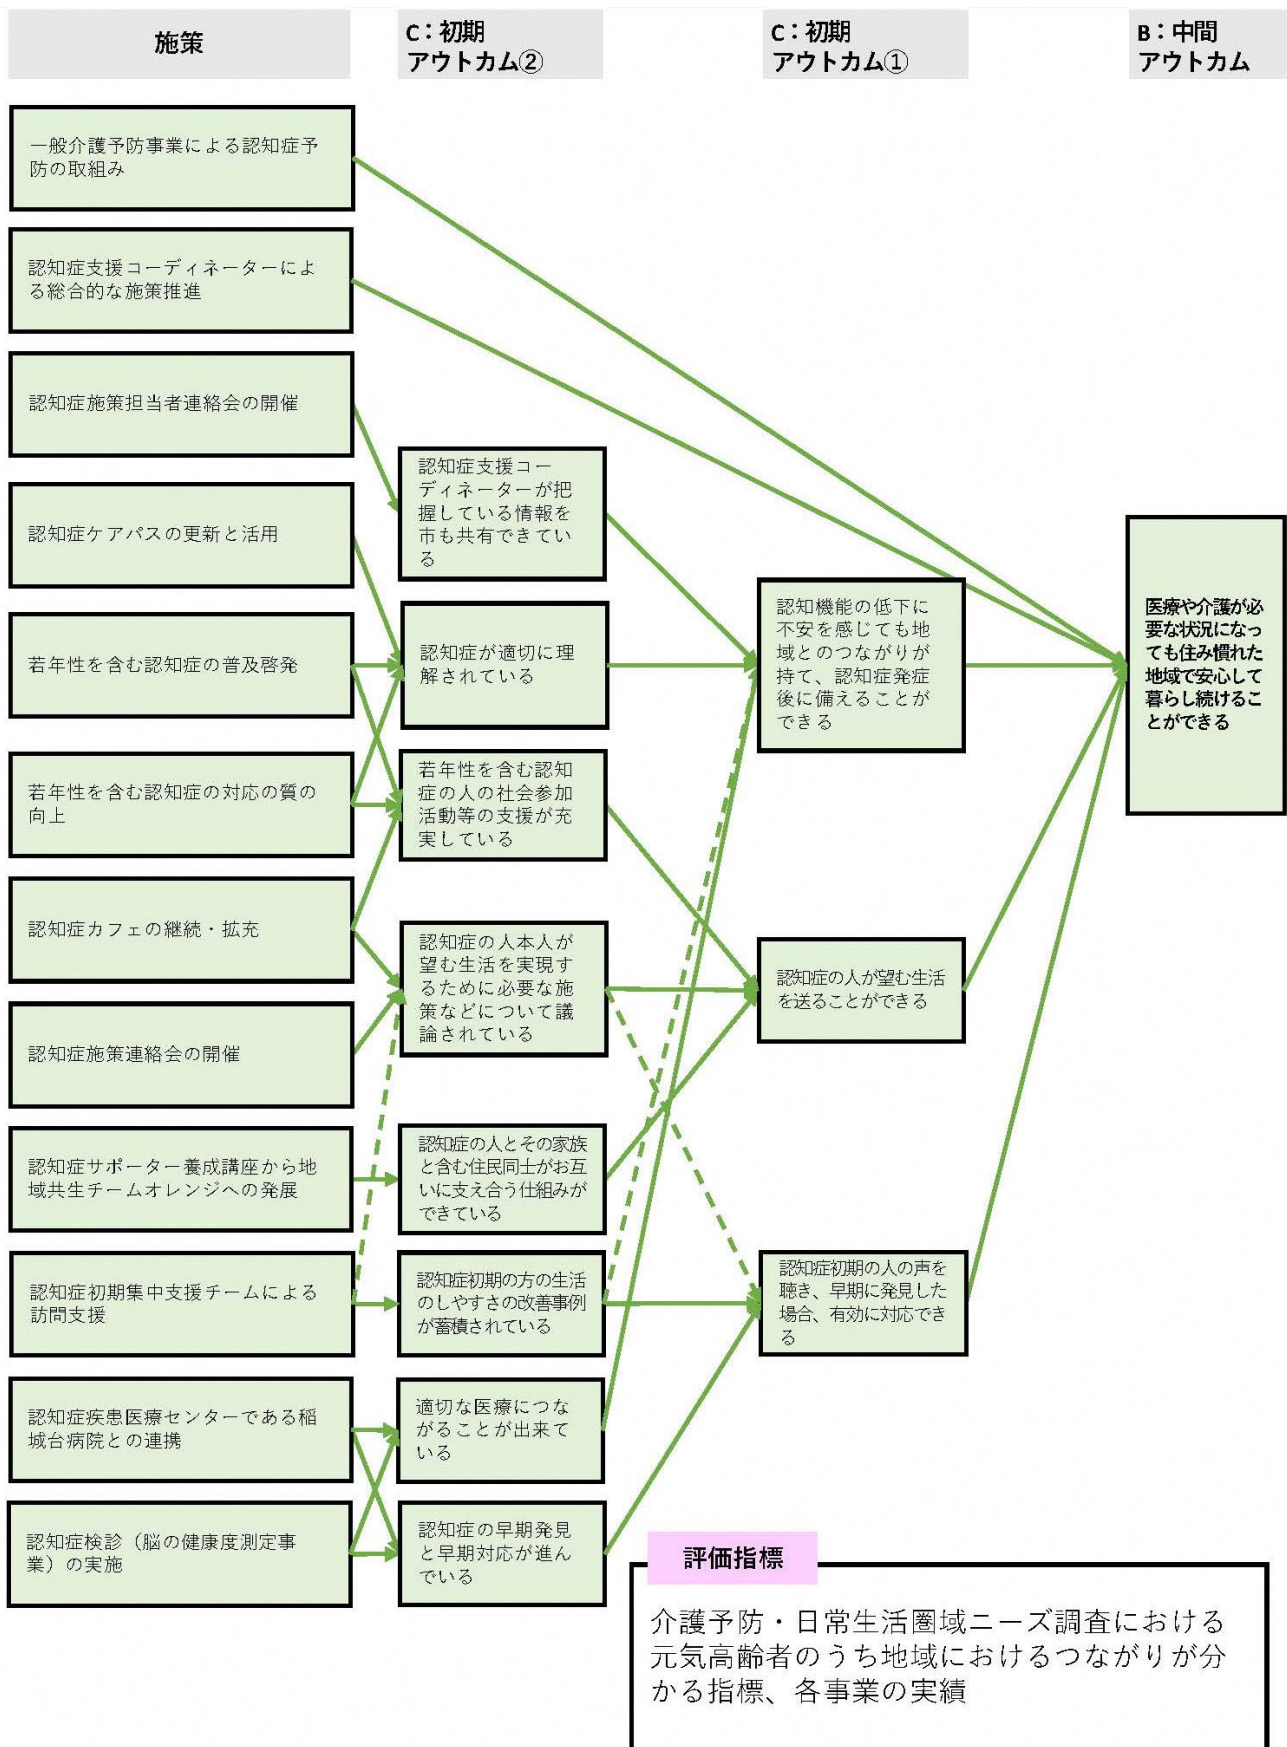 施策
C：初期
アウトカム②
C：初期
アウトカム①
B：中間
アウトカム
一般介護予防事業による認知症予
防の取組み
認知症支援コーディネーターによ
る総合的な施策推進
認知症施策担当者連絡会の開催
認知症ケアパスの更新と活用
若年性を含む認知症の普及啓発
若年性を含む認知症の対応の質の
向上
認知症カフェの継続・拡充
認知症施策連絡会の開催
認知症サポーター養成講座から地
域共生チームオレンジへの発展
認知症初期集中支援チームによる
訪問支援
認知症疾患医療センターである稲
城台病院との連携
認知症検診（脳の健康度測定事
業）の実施
認知症支援コー
ディネーターが把
握している情報を
市も共有できてい
る
認知症が適切に理
解されている
若年性を含む認知
症の人の社会参加
活動等の支援が充
実している
認知症の人本人が
望む生活を実現す
るために必要な施
策などについて議
論されている
認知症の人とその家族
と含む住民同士がお互
いに支え合う仕組みが
できている
認知症初期の方の生活
のしやすさの改善事例
が蓄積されている
適切な医療につな
がることが出来て
いる
認知症の早期発見
と早期対応が進ん
でいる
認知機能の低下に
不安を感じても地
域とのつながりが
持て、認知症発症
後に備えることが
できる
認知症の人が望む生活
を送ることができる
認知症初期の人の声を
聴き、早期に発見した
場合、有効に対応でき
る
医療や介護が必
要な状況になっ
ても住み慣れた
地域で安心して
暮らし続けるこ
とができる
評価指標
介護予防・日常生活圏域ニーズ調査における
元気高齢者のうち地域におけるつながりが分
かる指標、各事業の実績